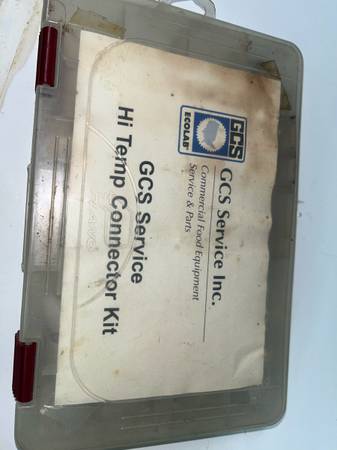 GCS
ECOLAB®
GCS Service Inc.
Commercial Food Equipment
Service & Parts
GCS Service
Hi Temp Connector Kit